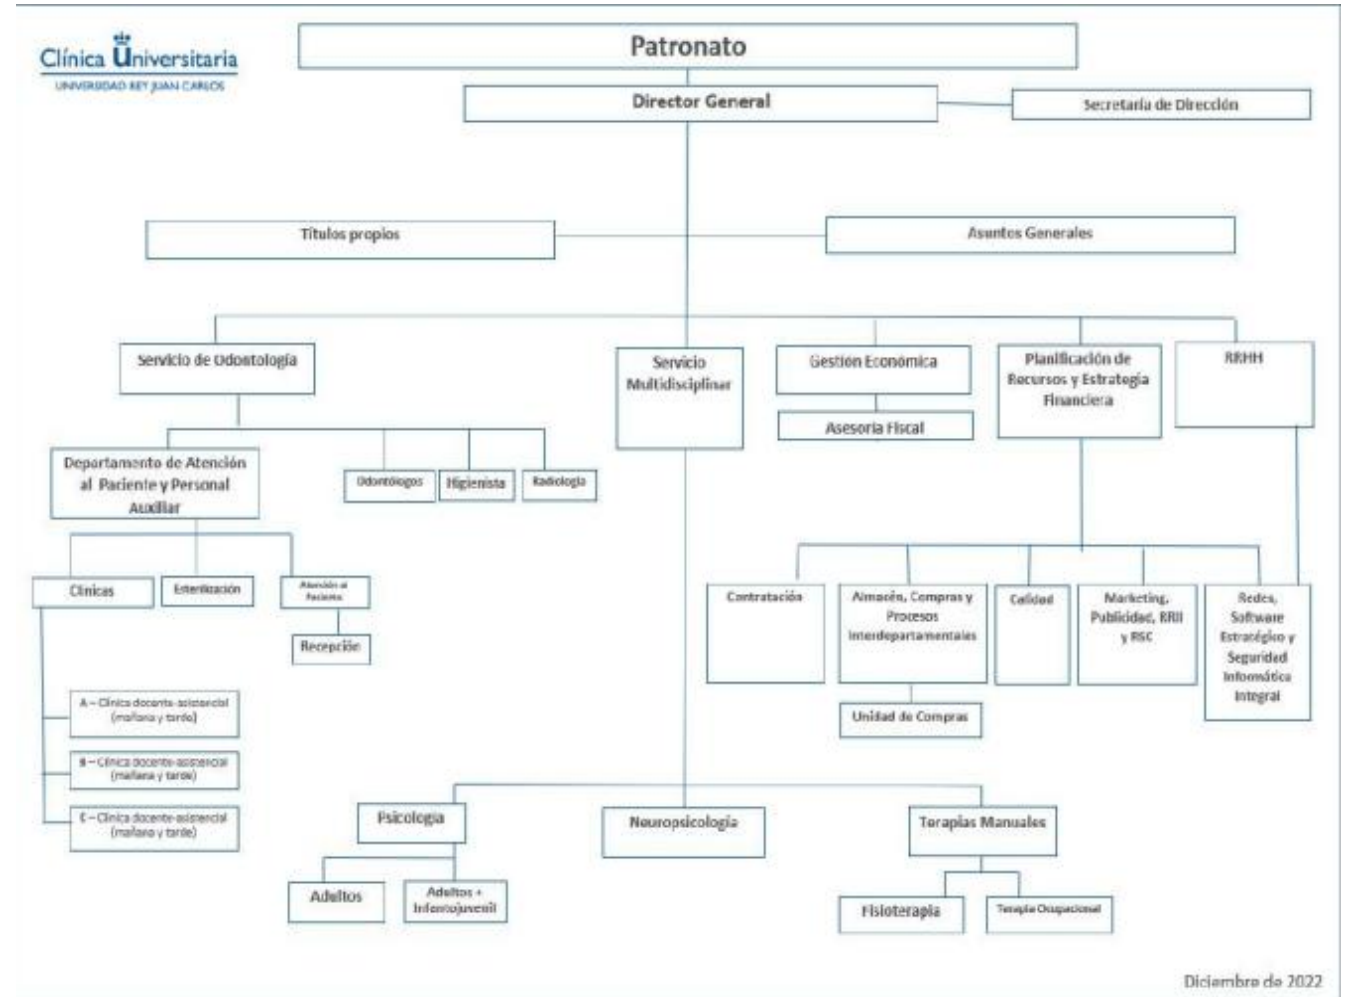 Clínica Universitaria
UNIVERSIDAD REY JUAN CARLOS
Patronato
Director General
Secretaría de Dirección
Títulos propios
Asuntos Generales
Servicio de Odontología
Servicio
Multidisciplinar
Gestión Económica
Planificación de
Recursos y Estrategia
Financiera
RRHH
Asesoría Fiscal
Departamento de Atención
al Paciente y Personal
Auxiliar
Odontólogos
Higienista
Radiología
Clínicas
Esterilización
Atención al
Paciente
Recepción
Contratación
Almacén, Compras y
Procesos
Interdepartamentales
Calidad
Marketing,
Publicidad, RRII
y RSC
Redes,
Software
Estratégico y
Seguridad
Informática
Integral
Unidad de Compras
A – Clínica docente-asistencial
(mañana y tarde)
B – Clínica docente-asistencial
(mañana y tarde)
C – Clínica docente-asistencial
(mañana y tarde)
Psicología
Neuropsicología
Terapias Manuales
Adultos
Adultos +
Infantojuvenil
Fisioterapia
Terapia Ocupacional
Diciembre de 2022